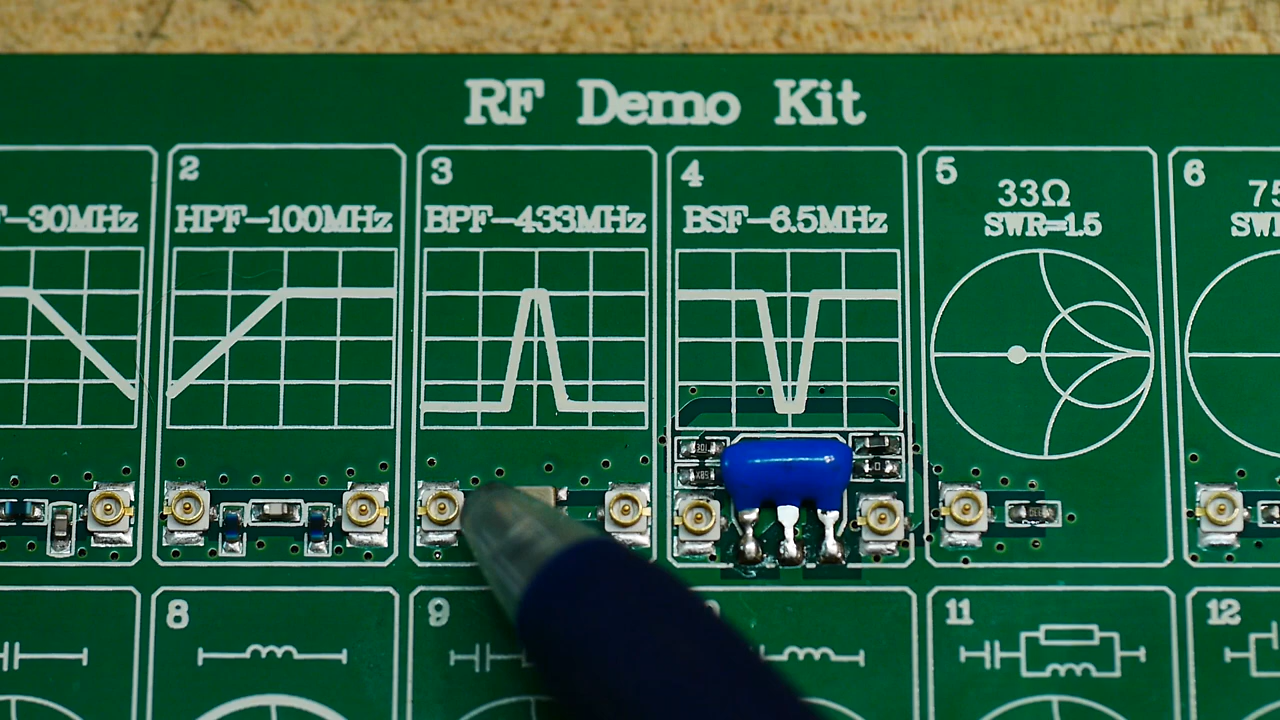 RF Demo Kit
2 3 4 5 6
33Ω
F-30MHz HPF-100MHz BPF-433MHz BSF-6.5MHz SWR=1.5
8 9 11 12